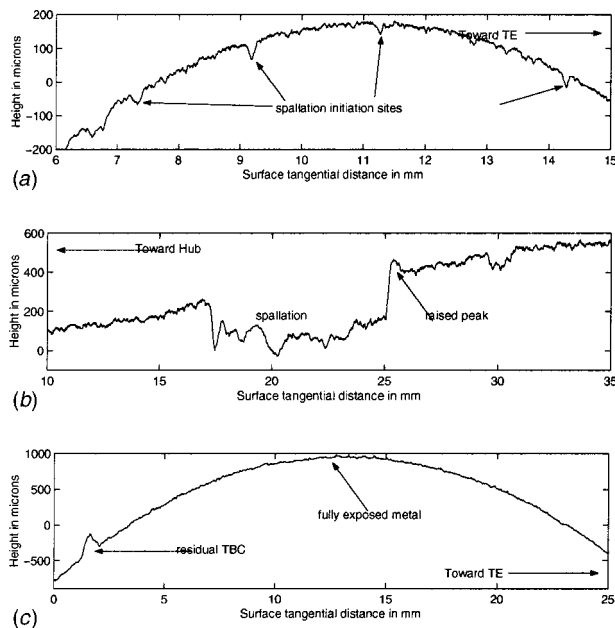 200
Toward TE
100
0
spallation initiation sites
−100
−200
Height in microns
6 7 8 9 10 11 12 13 14 15
(a)
Surface tangential distance in mm
600
Toward Hub
400
spallation
raised peak
200
0
Height in microns
10 15 20 25 30 35
(b)
Surface tangential distance in mm
1000
500
fully exposed metal
0
residual TBC
−500
Toward TE
Height in microns
0 5 10 15 20 25
(c)
Surface tangential distance in mm